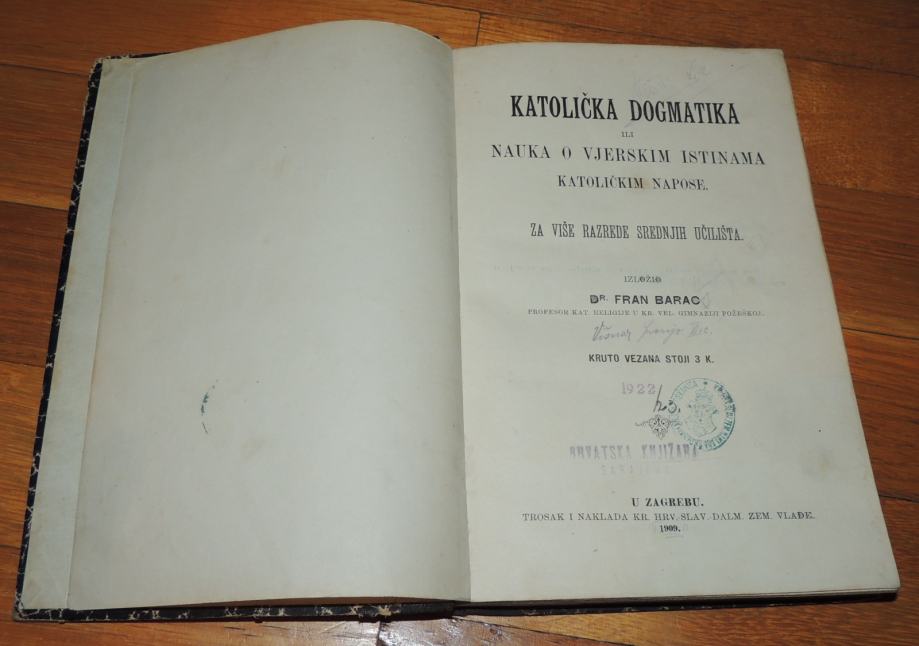 KATOLIČKA DOGMATIKA
ILI
NAUKA O VJERSKIM ISTINAMA
KATOLIČKIM NAPOSE.
ZA VIŠE RAZREDE SREDNJIH UČILIŠTA.
IZLOŽIO
DR. FRAN BARAC
PROFESOR KAT. RELIGIJE U KR. VEL. GIMNAZIJI POŽEŠKOJ.
KRUTO VEZANA STOJI 3 K.
1922
HRVATSKA KNJIŽARA
SARAJEVO
U ZAGREBU.
TROSAK I NAKLADA KR. HRV. SLAV. DALM. ZEM. VLADE.
1909.